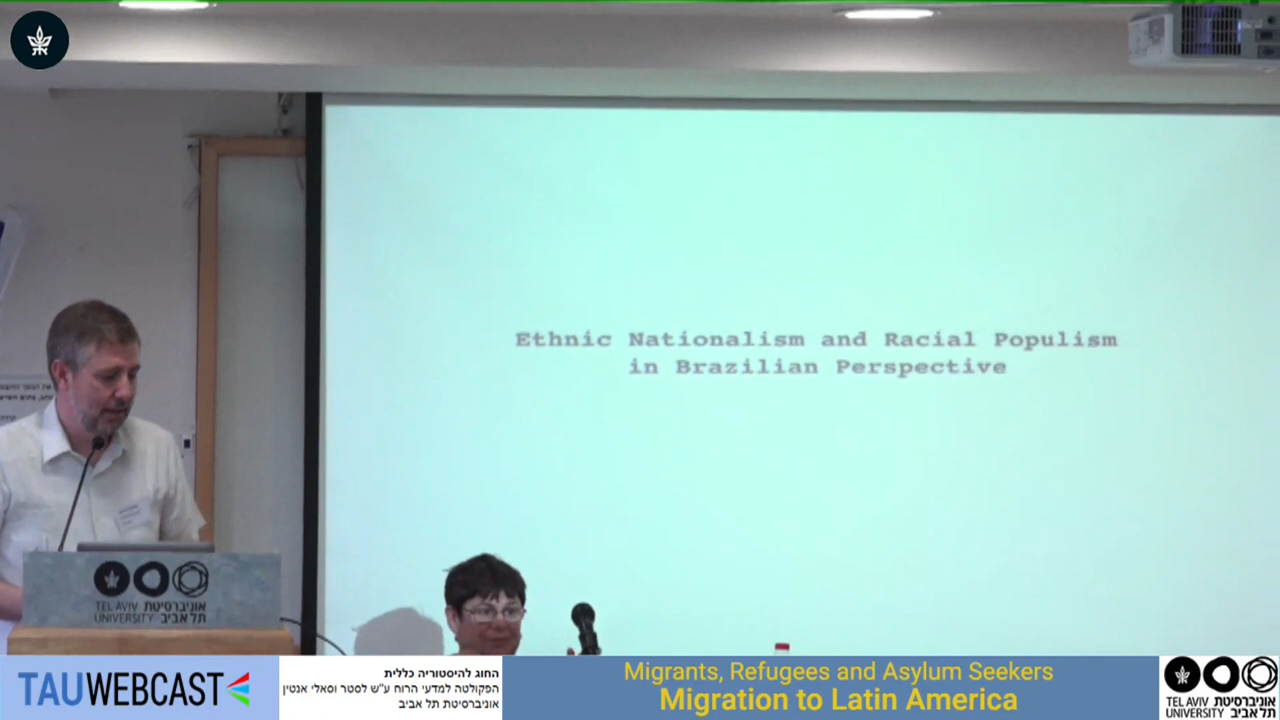 Ethnic Nationalism and Racial Populism
in Brazilian Perspective
TEL AVIV אוניברסיטת
UNIVERSITY תל אביב
TAUWEBCAST
החוג להיסטוריה כללית
הפקולטה למדעי הרוח ע"ש לסטר וסאלי אנטין
אוניברסיטת תל אביב
Migrants, Refugees and Asylum Seekers
Migration to Latin America
TEL AVIV אוניברסיטת
UNIVERSITY תל אביב